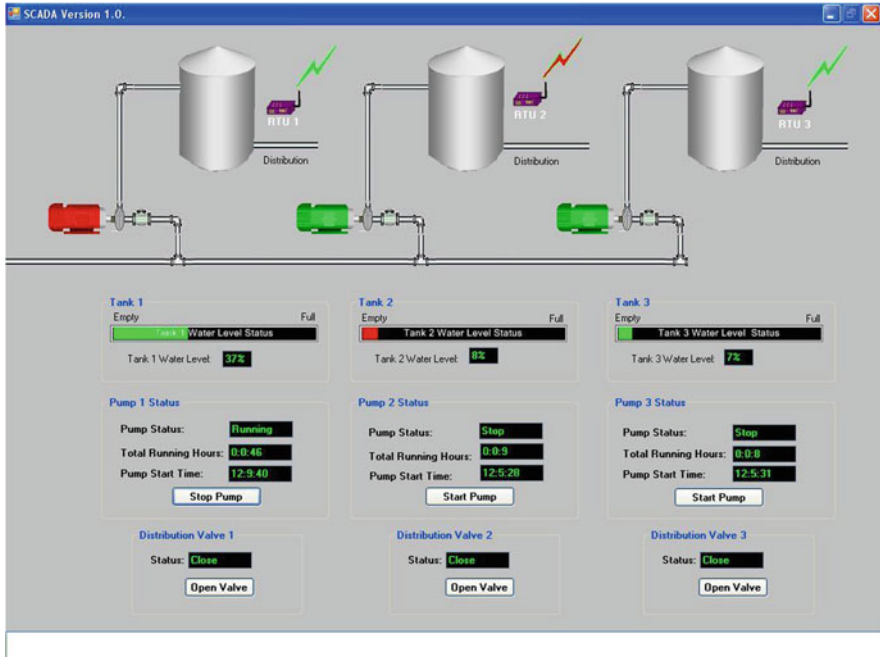 SCADA Version 1.0.
RTU 1
RTU 2
RTU 3
Distribution
Distribution
Distribution
Tank 1
Empty Full
Tank 1 Water Level Status
Tank 1 Water Level: 37%
Tank 2
Empty Full
Tank 2 Water Level Status
Tank 2 Water Level: 8%
Tank 3
Empty Full
Tank 3 Water Level Status
Tank 3 Water Level: 7%
Pump 1 Status
Pump Status: Running
Total Running Hours: 0:0:46
Pump Start Time: 12:9:40
Stop Pump
Pump 2 Status
Pump Status: Stop
Total Running Hours: 0:0:9
Pump Start Time: 12:5:28
Start Pump
Pump 3 Status
Pump Status: Stop
Total Running Hours: 0:0:8
Pump Start Time: 12:5:31
Start Pump
Distribution Valve 1
Status: Close
Open Valve
Distribution Valve 2
Status: Close
Open Valve
Distribution Valve 3
Status: Close
Open Valve